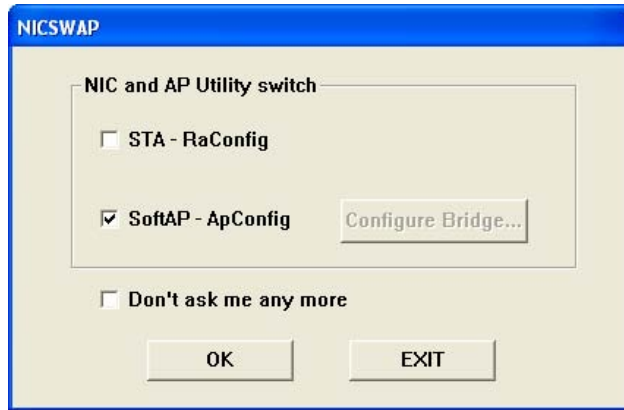 NICSWAP
NIC and AP Utility switch
STA - RaConfig
SoftAP - ApConfig
Configure Bridge...
Don't ask me any more
OK
EXIT